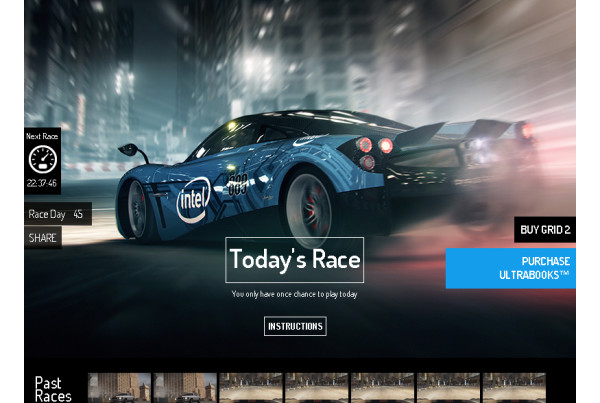 Next Race
22:37:46
Race Day 45
SHARE
intel
Today's Race
You only have once chance to play today
INSTRUCTIONS
BUY GRID 2
PURCHASE
ULTRABOOKS™
Past
Races